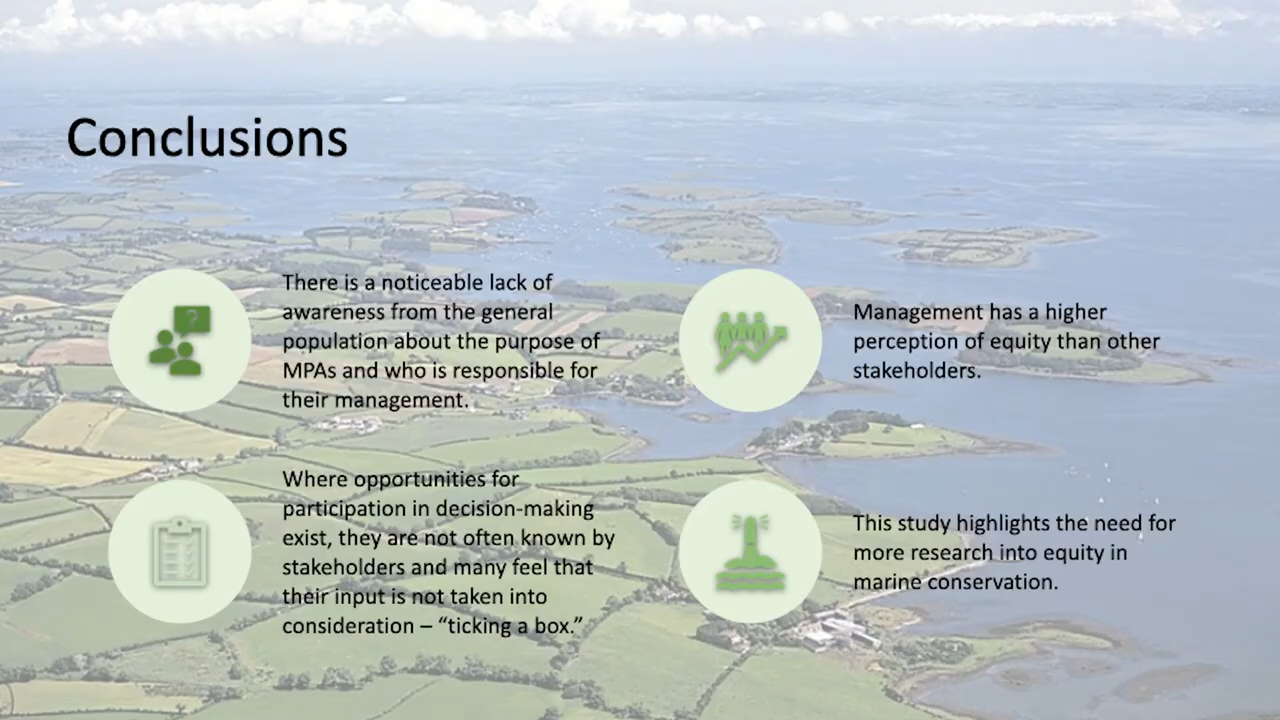 Conclusions
There is a noticeable lack of
awareness from the general
population about the purpose of
MPAs and who is responsible for
their management.
Management has a higher
perception of equity than other
stakeholders.
Where opportunities for
participation in decision-making
exist, they are not often known by
stakeholders and many feel that
their input is not taken into
consideration – “ticking a box.”
This study highlights the need for
more research into equity in
marine conservation.